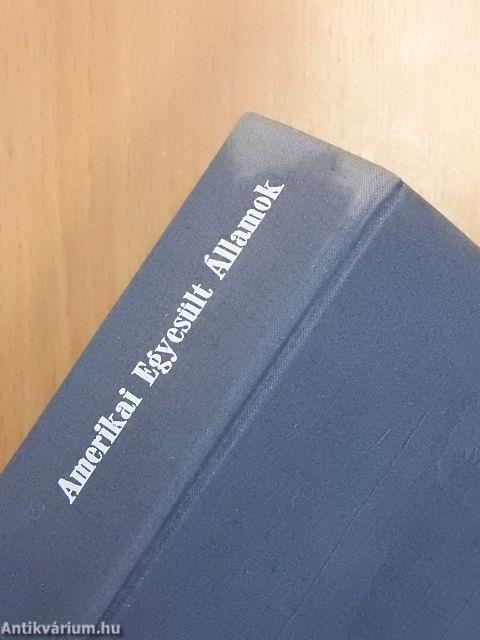 Amerikai Egyesült Államok
Antikvárium.hu